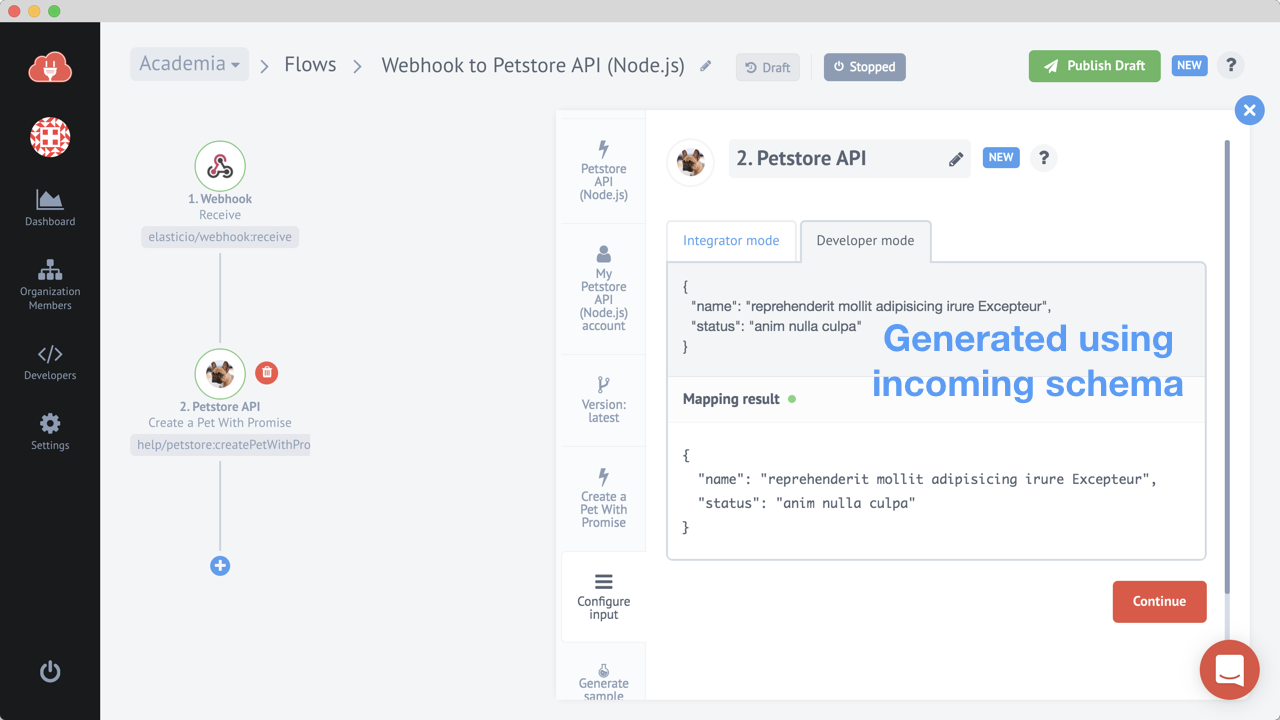 Academia
Flows
Webhook to Petstore API (Node.js)
Draft
Stopped
Publish Draft
NEW
?
Dashboard
Organization
Members
Developers
Settings
1. Webhook
Receive
elasticio/webhook:receive
2. Petstore API
Create a Pet With Promise
help/petstore:createPetWithPro
Petstore
API
(Node.js)
My
Petstore
API
(Node.js)
account
Version:
latest
Create a
Pet With
Promise
Configure
input
Generate
sample
2. Petstore API
NEW
?
Integrator mode
Developer mode
{
"name": "reprehenderit mollit adipisicing irure Excepteur",
"status": "anim nulla culpa"
}
Generated using
incoming schema
Mapping result
{
"name": "reprehenderit mollit adipisicing irure Excepteur",
"status": "anim nulla culpa"
}
Continue